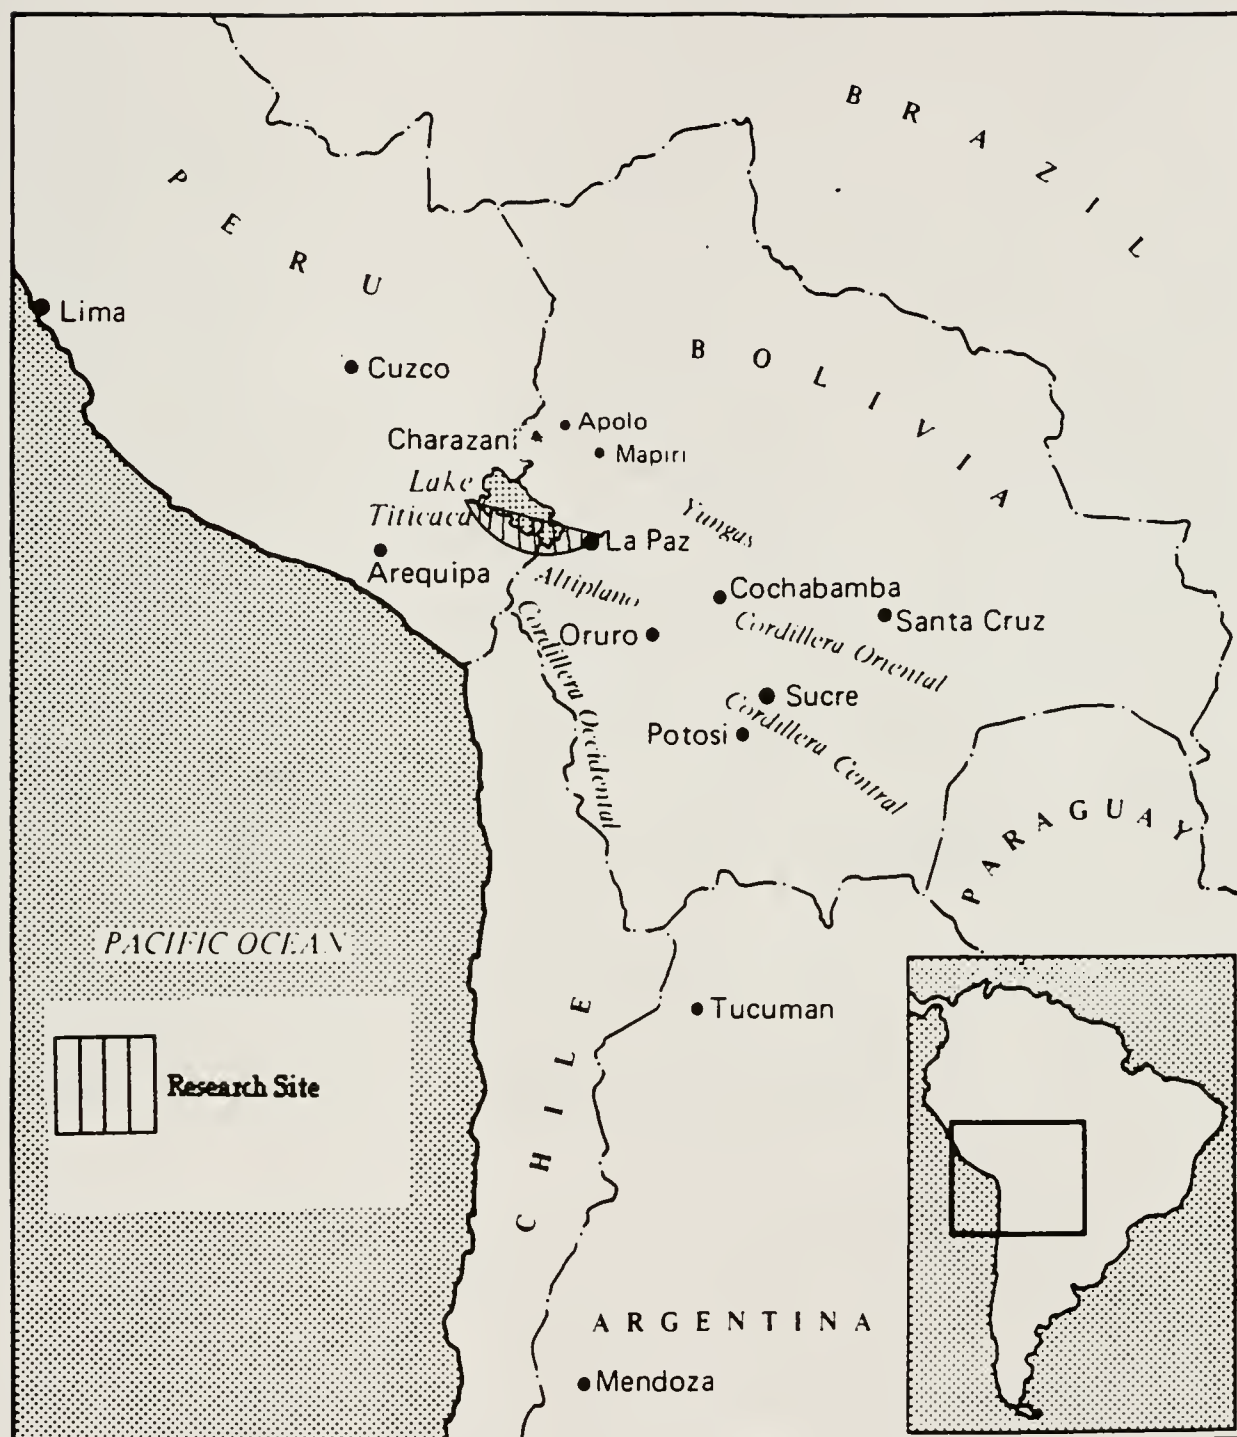 BRAZIL
PERU
Lima
Cuzco
BOLIVIA
Apolo
Charazani
Mapiri
Lake
Titicaca
Yungas
La Paz
Arequipa
Altiplano
Cochabamba
Santa Cruz
Oruro
Cordillera Oriental
Cordillera Occidental
Sucre
Cordillera Central
Potosi
PARAGUAY
PACIFIC OCEAN
CHILE
Tucuman
Research Site
ARGENTINA
Mendoza